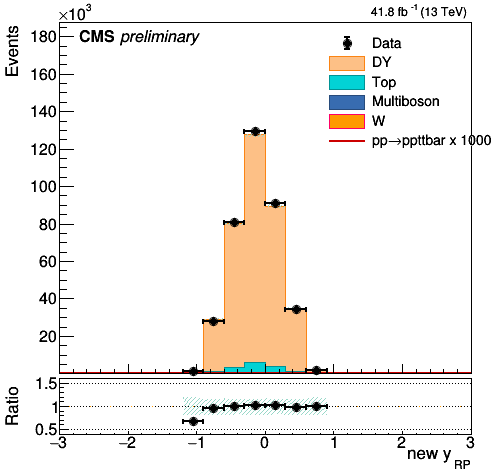 ×10³
41.8 fb⁻¹ (13 TeV)
Events
CMS preliminary
180
160
140
120
100
80
60
40
20
Data
DY
Top
Multiboson
W
pp→ppttbar x 1000
Ratio
1.5
1
0.5
−3 −2 −1 0 1 2 3
new y_RP